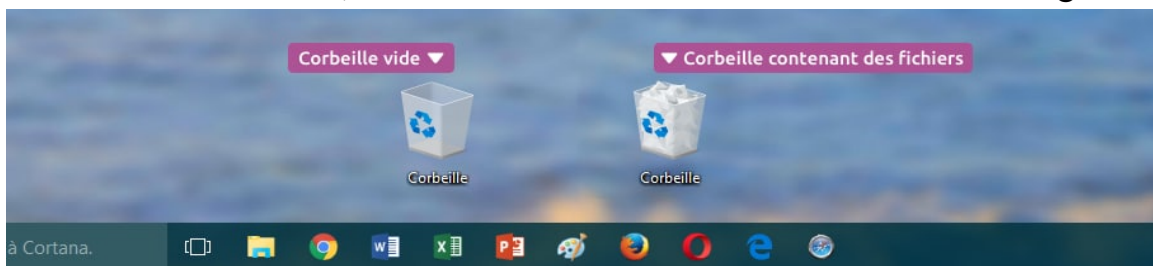 Corbeille vide
Corbeille contenant des fichiers
Corbeille
Corbeille
à Cortana.